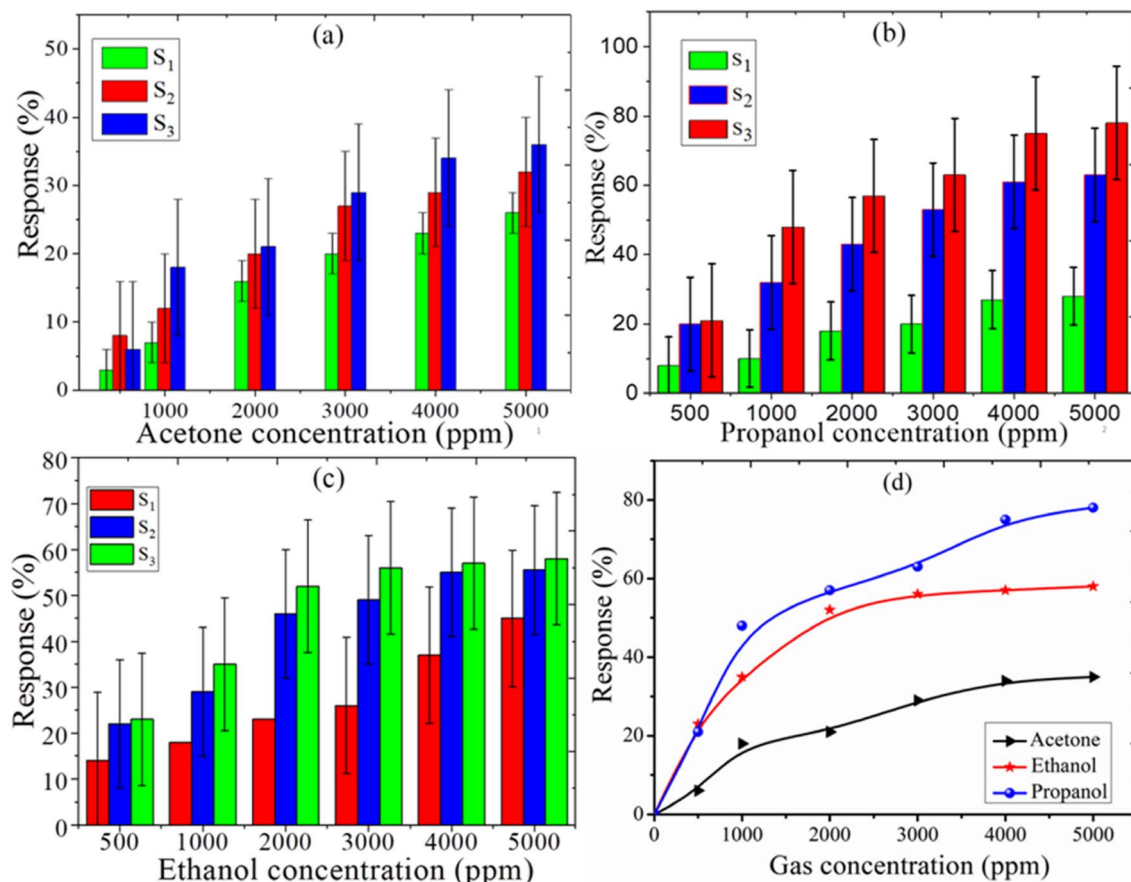 (a)
S1
S2
S3
Response (%)
50
40
30
20
10
0
1000 2000 3000 4000 5000
Acetone concentration (ppm) 1
(b)
S1
S2
S3
Response (%)
100
80
60
40
20
0
500 1000 2000 3000 4000 5000
Propanol concentration (ppm) 2
(c)
S1
S2
S3
Response (%)
80
70
60
50
40
30
20
10
0
500 1000 2000 3000 4000 5000
Ethanol concentration (ppm)
(d)
Response (%)
80
60
40
20
0
Acetone
Ethanol
Propanol
0 1000 2000 3000 4000 5000
Gas concentration (ppm)